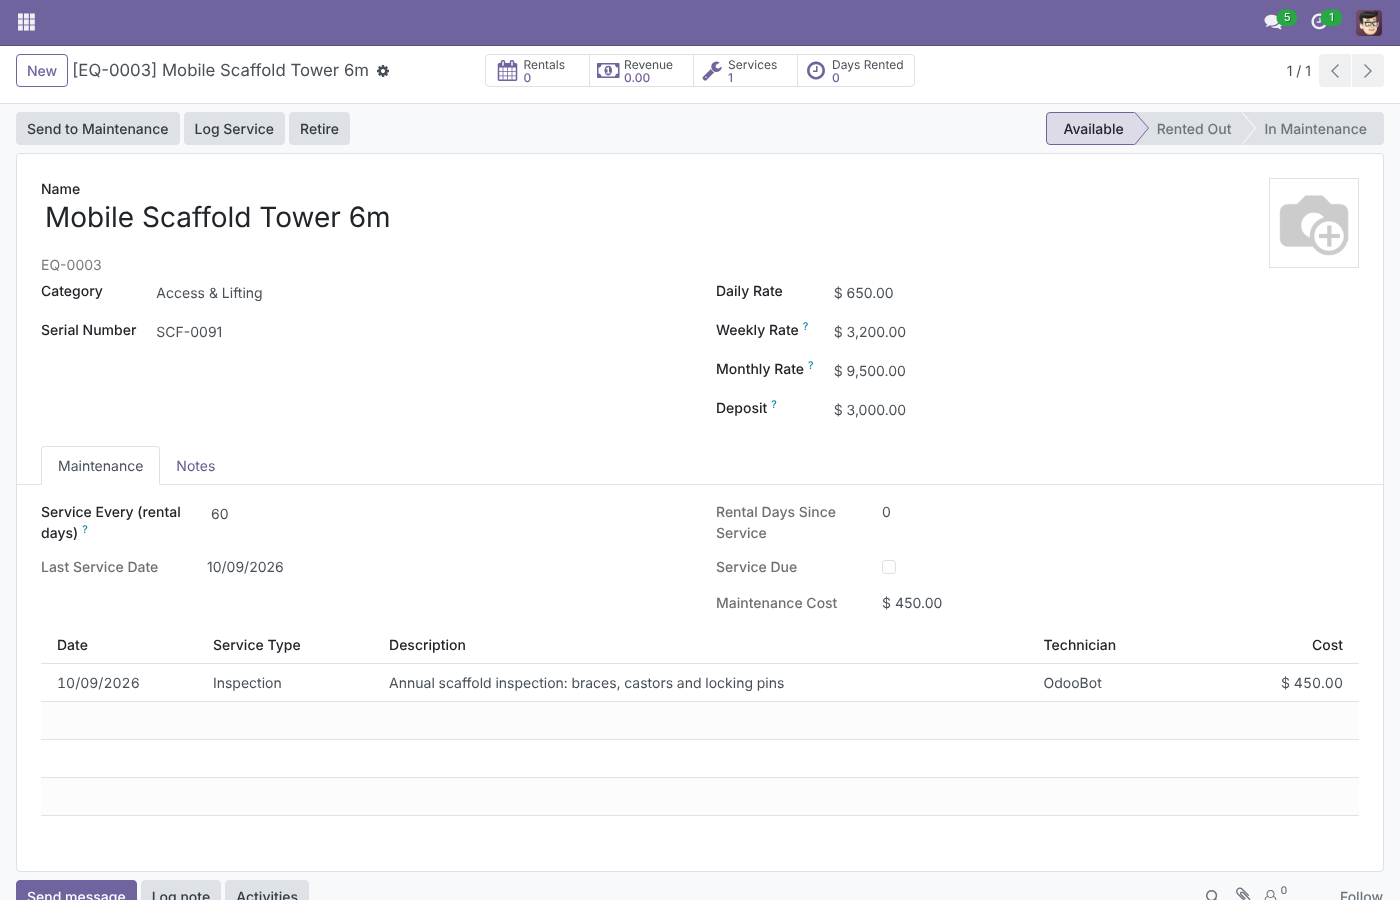 5
1
New
[EQ-0003] Mobile Scaffold Tower 6m
Rentals
0
Revenue
0.00
Services
1
Days Rented
0
1 / 1
Send to Maintenance
Log Service
Retire
Available
Rented Out
In Maintenance
Name
Mobile Scaffold Tower 6m
EQ-0003
Category
Access & Lifting
Serial Number
SCF-0091
Daily Rate
$ 650.00
Weekly Rate ?
$ 3,200.00
Monthly Rate ?
$ 9,500.00
Deposit ?
$ 3,000.00
Maintenance
Notes
Service Every (rental
days) ?
60
Last Service Date
10/09/2026
Rental Days Since
Service
0
Service Due
Maintenance Cost
$ 450.00
Date Service Type Description Technician Cost
10/09/2026 Inspection Annual scaffold inspection: braces, castors and locking pins OdooBot $ 450.00
Send message
Log note
Activities
0
Follow